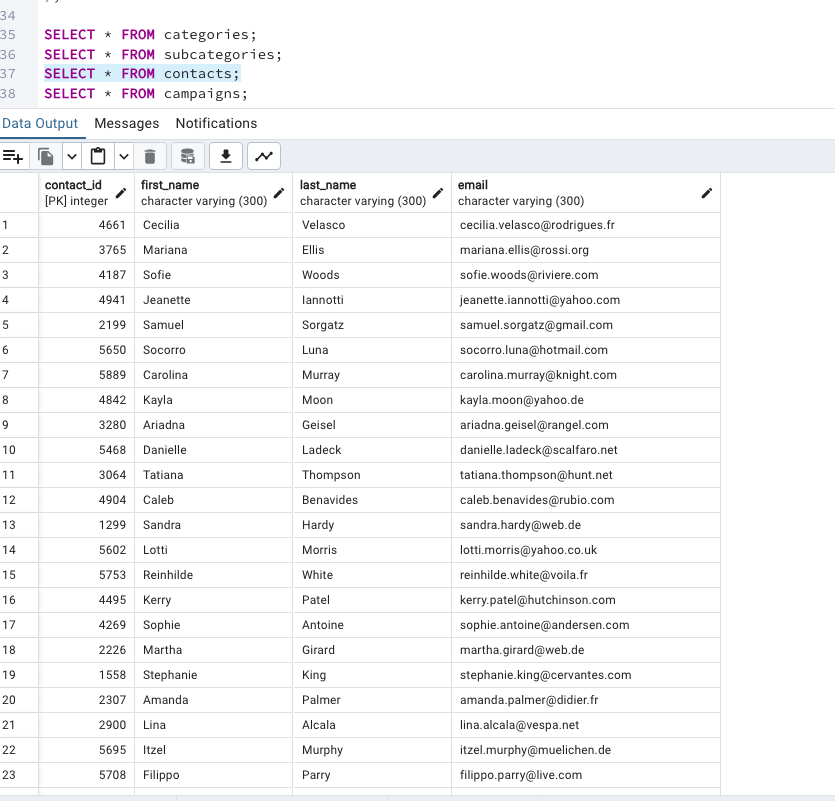 34
35 SELECT * FROM categories;
36 SELECT * FROM subcategories;
37 SELECT * FROM contacts;
38 SELECT * FROM campaigns;
Data Output Messages Notifications
contact_id first_name last_name email
[PK] integer character varying (300) character varying (300) character varying (300)
1 4661 Cecilia Velasco cecilia.velasco@rodrigues.fr
2 3765 Mariana Ellis mariana.ellis@rossi.org
3 4187 Sofie Woods sofie.woods@riviere.com
4 4941 Jeanette Iannotti jeanette.iannotti@yahoo.com
5 2199 Samuel Sorgatz samuel.sorgatz@gmail.com
6 5650 Socorro Luna socorro.luna@hotmail.com
7 5889 Carolina Murray carolina.murray@knight.com
8 4842 Kayla Moon kayla.moon@yahoo.de
9 3280 Ariadna Geisel ariadna.geisel@rangel.com
10 5468 Danielle Ladeck danielle.ladeck@scalfaro.net
11 3064 Tatiana Thompson tatiana.thompson@hunt.net
12 4904 Caleb Benavides caleb.benavides@rubio.com
13 1299 Sandra Hardy sandra.hardy@web.de
14 5602 Lotti Morris lotti.morris@yahoo.co.uk
15 5753 Reinhilde White reinhilde.white@voila.fr
16 4495 Kerry Patel kerry.patel@hutchinson.com
17 4269 Sophie Antoine sophie.antoine@andersen.com
18 2226 Martha Girard martha.girard@web.de
19 1558 Stephanie King stephanie.king@cervantes.com
20 2307 Amanda Palmer amanda.palmer@didier.fr
21 2900 Lina Alcala lina.alcala@vespa.net
22 5695 Itzel Murphy itzel.murphy@muelichen.de
23 5708 Filippo Parry filippo.parry@live.com